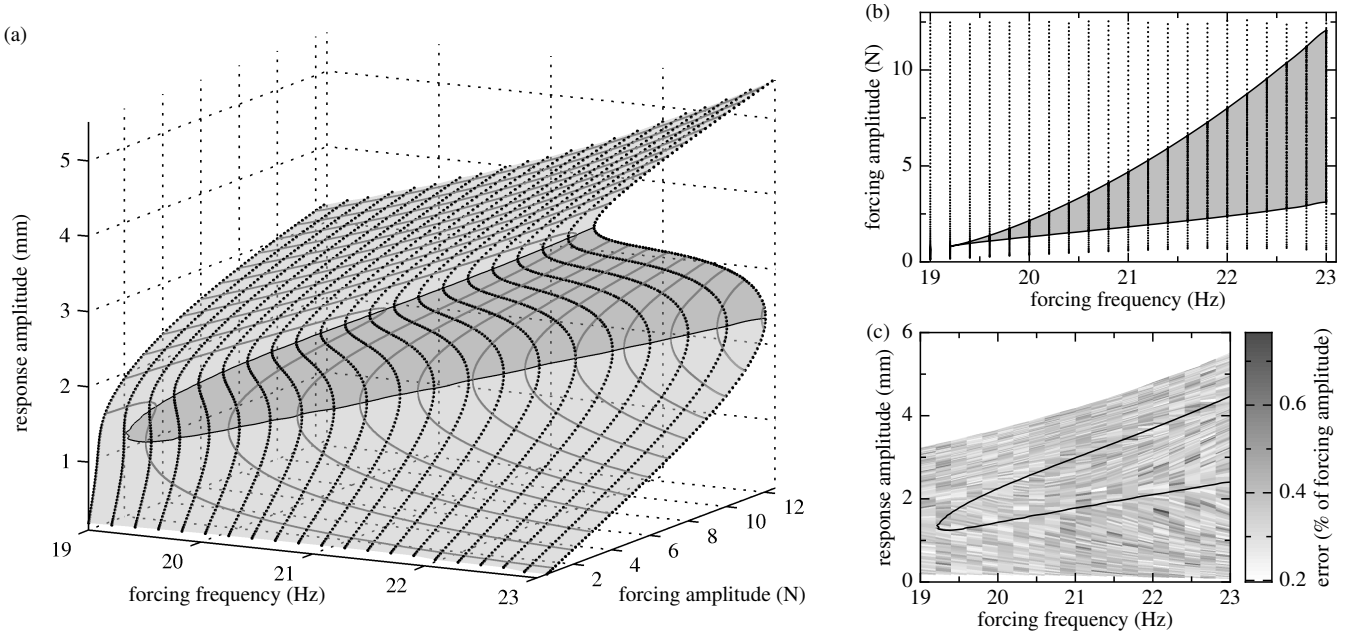 (a)
response amplitude (mm)
5
4
3
2
1
19
20
21
22
23
forcing frequency (Hz)
2
4
6
8
10
12
forcing amplitude (N)
(b)
forcing amplitude (N)
10
5
0
19 20 21 22 23
forcing frequency (Hz)
(c)
response amplitude (mm)
6
4
2
0
19 20 21 22 23
forcing frequency (Hz)
0.6
0.4
0.2
error (% of forcing amplitude)